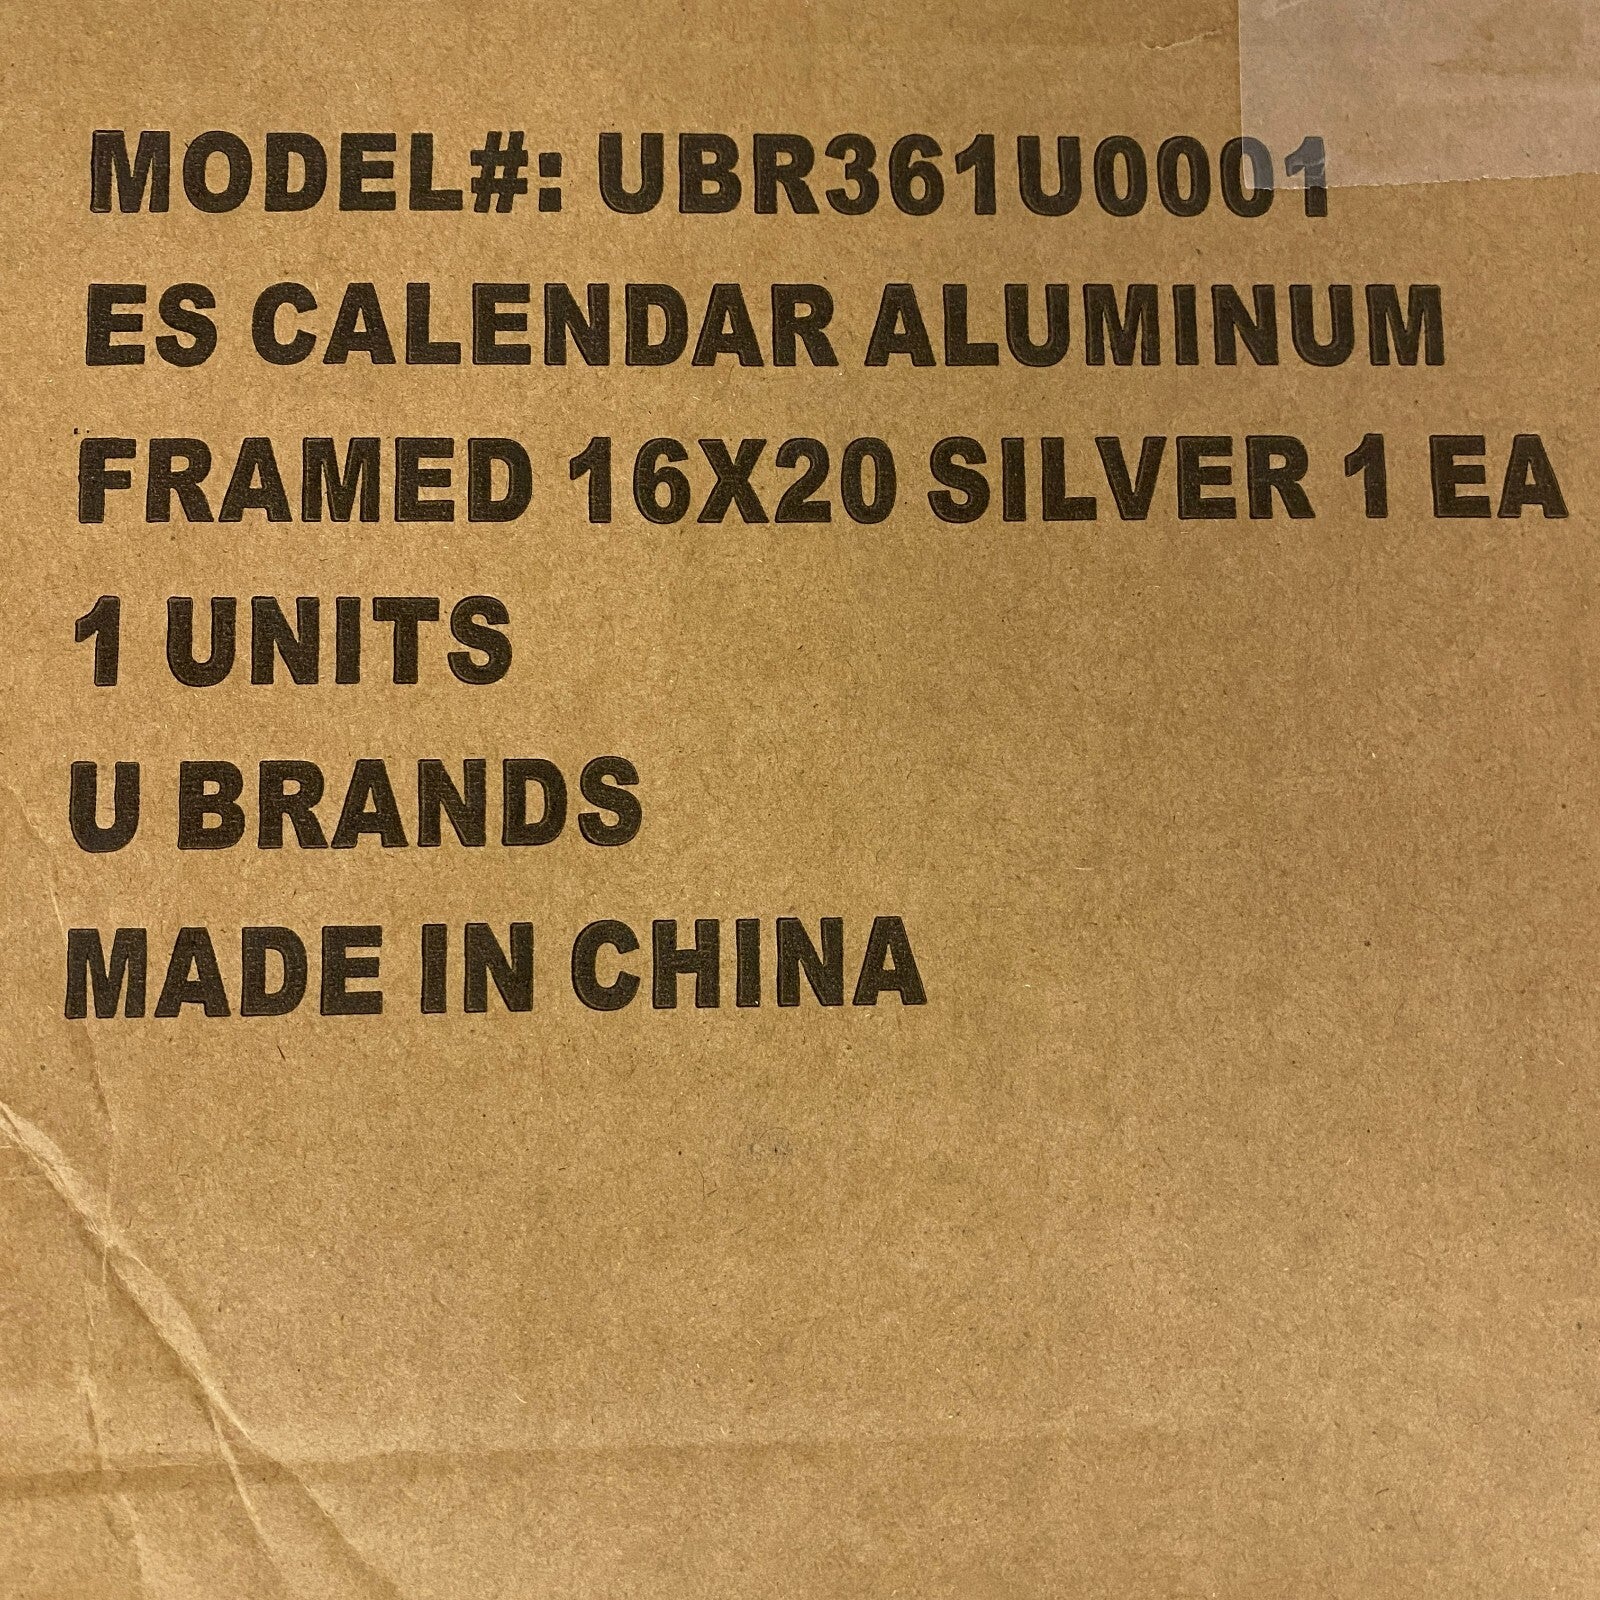 MODEL#: UBR361U0001
ES CALENDAR ALUMINUM
FRAMED 16X20 SILVER 1 EA
1 UNITS
U BRANDS
MADE IN CHINA